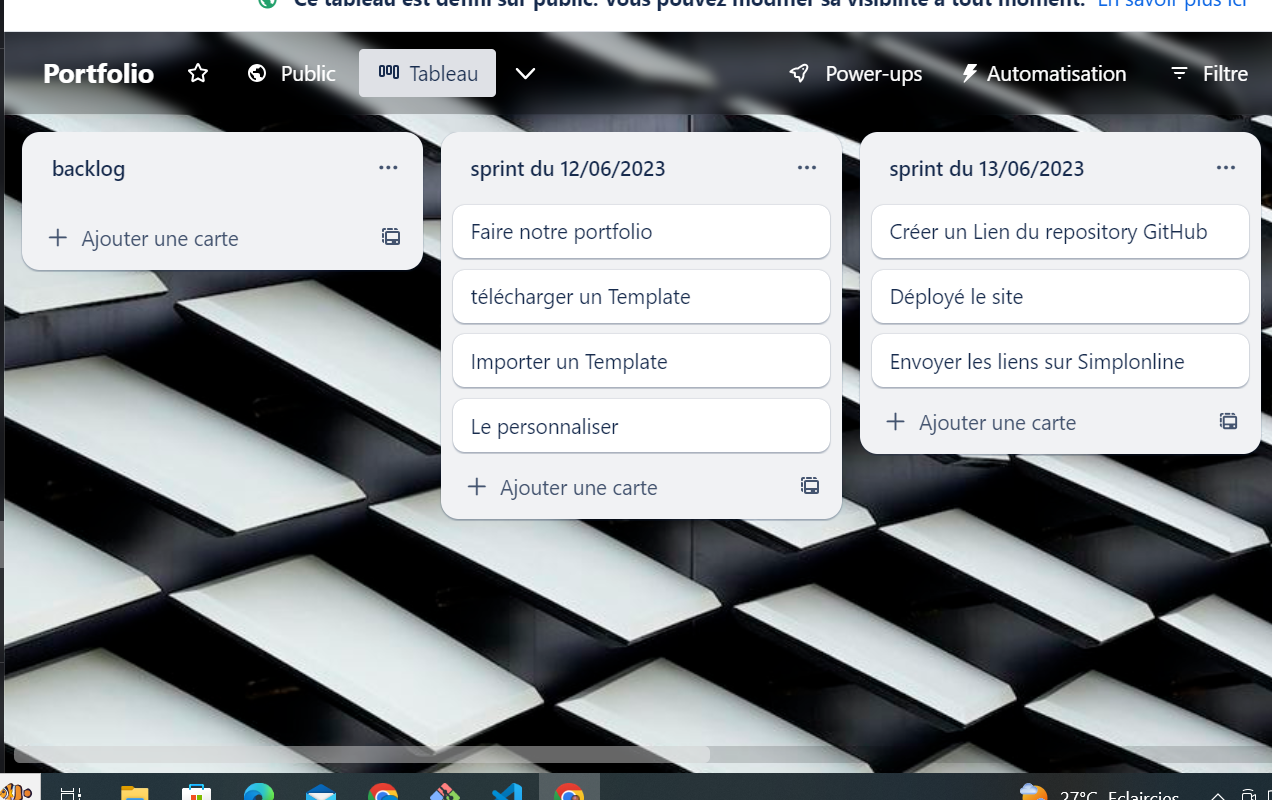 Ce tableau est défini sur public. Vous pouvez modifier sa visibilité à tout moment. En savoir plus ici
Portfolio Public Tableau Power-ups Automatisation Filtre
backlog
Ajouter une carte
sprint du 12/06/2023
Faire notre portfolio
télécharger un Template
Importer un Template
Le personnaliser
Ajouter une carte
sprint du 13/06/2023
Créer un Lien du repository GitHub
Déployé le site
Envoyer les liens sur Simplonline
Ajouter une carte
27°C Eclaircies